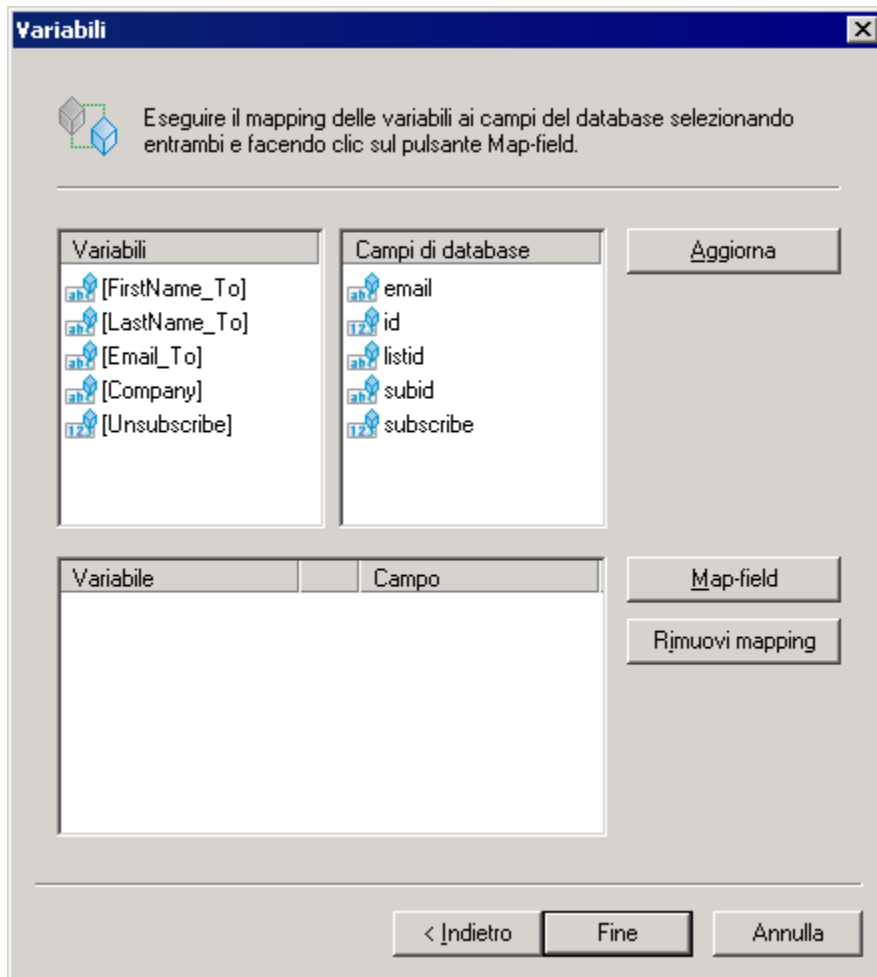 Variabili
Eseguire il mapping delle variabili ai campi del database selezionando
entrambi e facendo clic sul pulsante Map-field.
Variabili
Campi di database
Aggiorna
[FirstName_To]
[LastName_To]
[Email_To]
[Company]
[Unsubscribe]
email
id
listid
subid
subscribe
Variabile
Campo
Map-field
Rimuovi mapping
< Indietro
Fine
Annulla